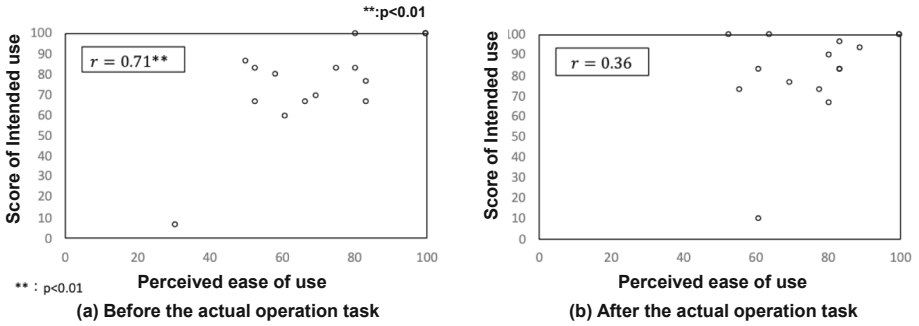 **:p<0.01
r = 0.71**
Score of Intended use
100
90
80
70
60
50
40
30
20
10
0
0 20 40 60 80 100
Perceived ease of use
** : p<0.01
(a) Before the actual operation task
r = 0.36
Score of Intended use
100
90
80
70
60
50
40
30
20
10
0
0 20 40 60 80 100
Perceived ease of use
(b) After the actual operation task